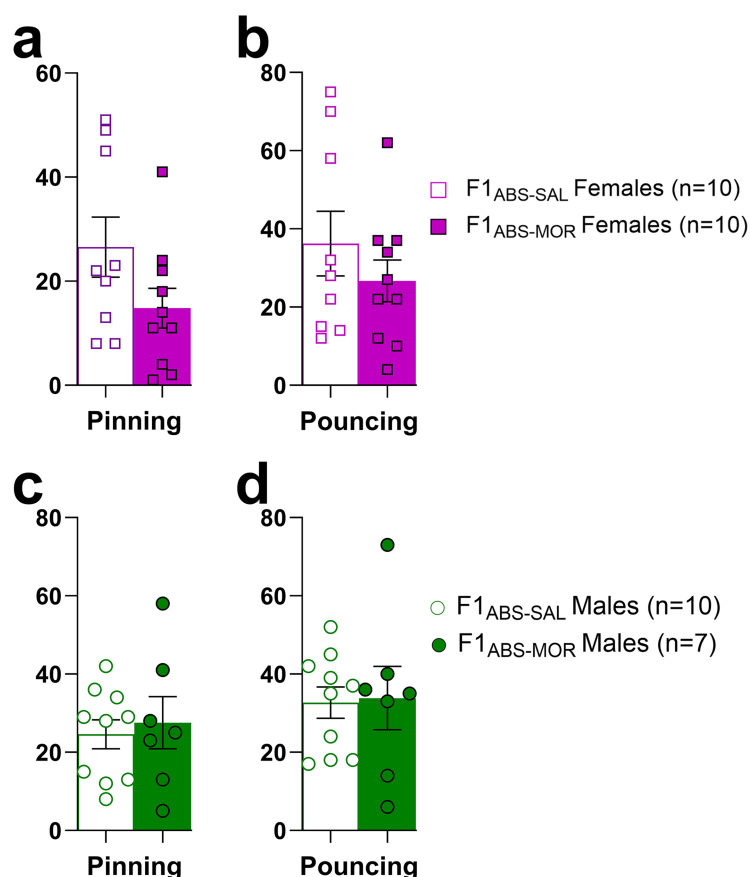 a
b
60
40
20
0
Pinning
80
60
40
20
0
Pouncing
F1ABS-SAL Females (n=10)
F1ABS-MOR Females (n=10)
c
d
80
60
40
20
0
Pinning
80
60
40
20
0
Pouncing
F1ABS-SAL Males (n=10)
F1ABS-MOR Males (n=7)